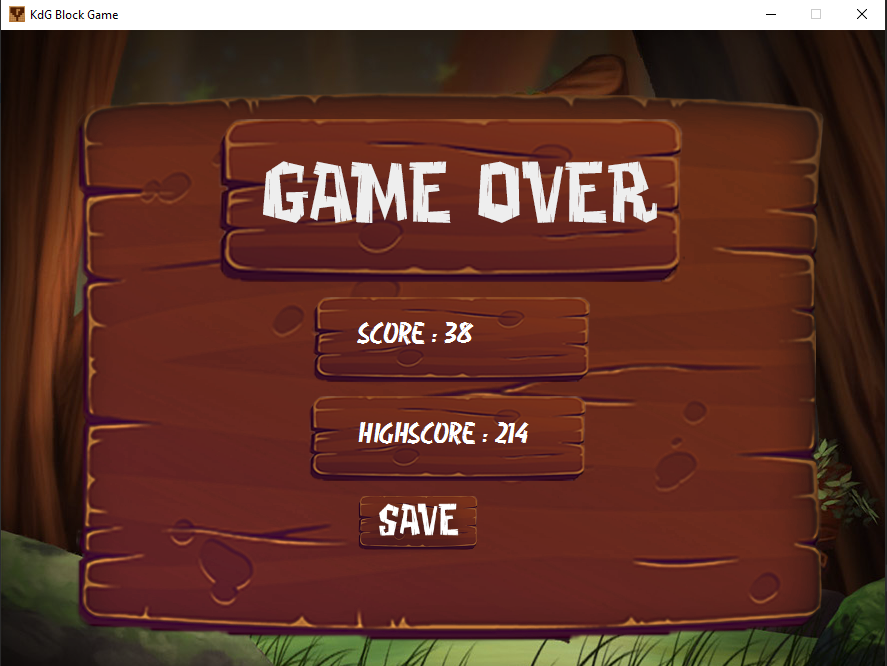 KdG Block Game
GAME OVER
SCORE : 38
HIGHSCORE : 214
SAVE